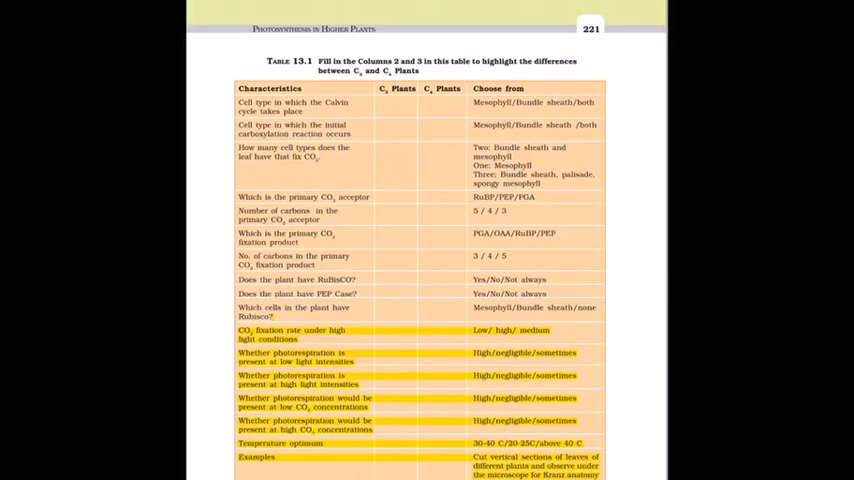 PHOTOSYNTHESIS IN HIGHER PLANTS
221
TABLE 13.1 Fill in the Columns 2 and 3 in this table to highlight the differences
between C3 and C4 Plants
Characteristics C3 Plants C4 Plants Choose from
Cell type in which the Calvin Mesophyll/Bundle sheath/both
cycle takes place
Cell type in which the initial Mesophyll/Bundle sheath /both
carboxylation reaction occurs
How many cell types does the Two: Bundle sheath and
leaf have that fix CO2. mesophyll
One: Mesophyll
Three: Bundle sheath, palisade,
spongy mesophyll
Which is the primary CO2 acceptor RuBP/PEP/PGA
Number of carbons in the 5 / 4 / 3
primary CO2 acceptor
Which is the primary CO2 PGA/OAA/RuBP/PEP
fixation product
No. of carbons in the primary 3 / 4 / 5
CO2 fixation product
Does the plant have RuBisCO? Yes/No/Not always
Does the plant have PEP Case? Yes/No/Not always
Which cells in the plant have Mesophyll/Bundle sheath/none
Rubisco?
CO2 fixation rate under high Low/ high/ medium
light conditions
Whether photorespiration is High/negligible/sometimes
present at low light intensities
Whether photorespiration is High/negligible/sometimes
present at high light intensities
Whether photorespiration would be High/negligible/sometimes
present at low CO2 concentrations
Whether photorespiration would be High/negligible/sometimes
present at high CO2 concentrations
Temperature optimum 30-40 C/20-25C/above 40 C
Examples Cut vertical sections of leaves of
different plants and observe under
the microscope for Kranz anatomy